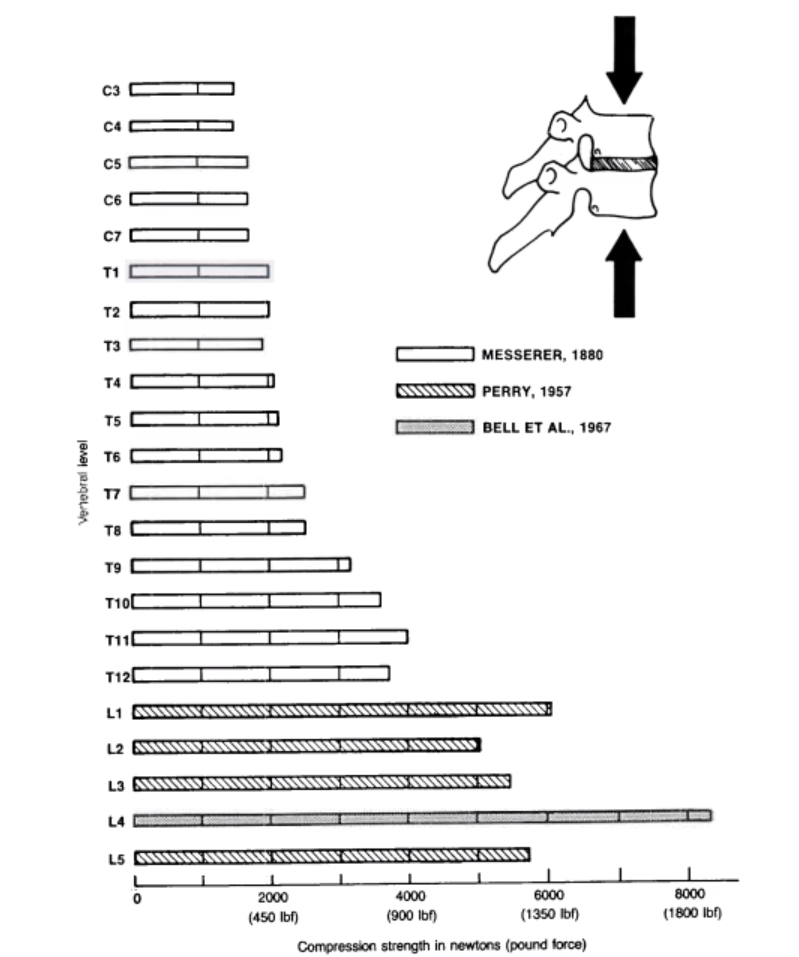 C3
C4
C5
C6
C7
T1
T2
T3
T4
T5
T6
T7
T8
T9
T10
T11
T12
L1
L2
L3
L4
L5
Vertebral level
MESSERER, 1880
PERRY, 1957
BELL ET AL., 1967
0 2000 4000 6000 8000
(450 lbf) (900 lbf) (1350 lbf) (1800 lbf)
Compression strength in newtons (pound force)